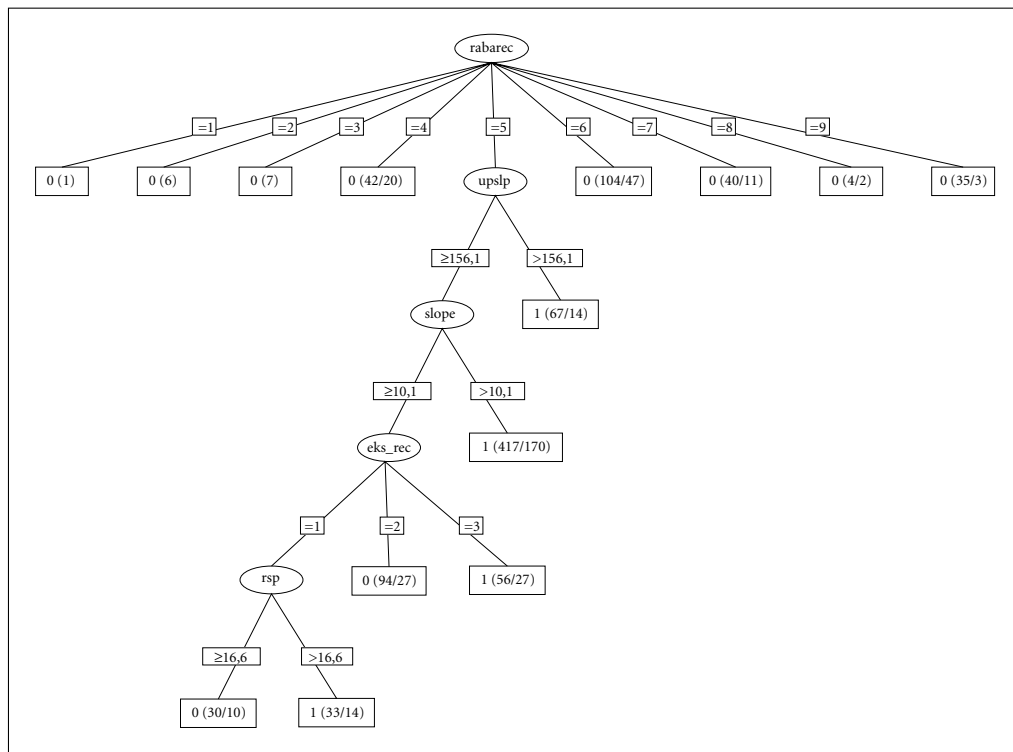 rabarec
=1 =2 =3 =4 =5 =6 =7 =8 =9
0 (1) 0 (6) 0 (7) 0 (42/20) upslp 0 (104/47) 0 (40/11) 0 (4/2) 0 (35/3)
≥156,1 >156,1
slope 1 (67/14)
≥10,1 >10,1
eks_rec 1 (417/170)
=1 =2 =3
rsp 0 (94/27) 1 (56/27)
≥16,6 >16,6
0 (30/10) 1 (33/14)